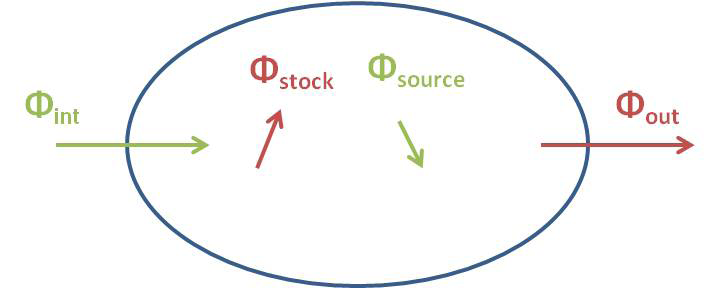 Φint
Φstock
Φsource
Φout